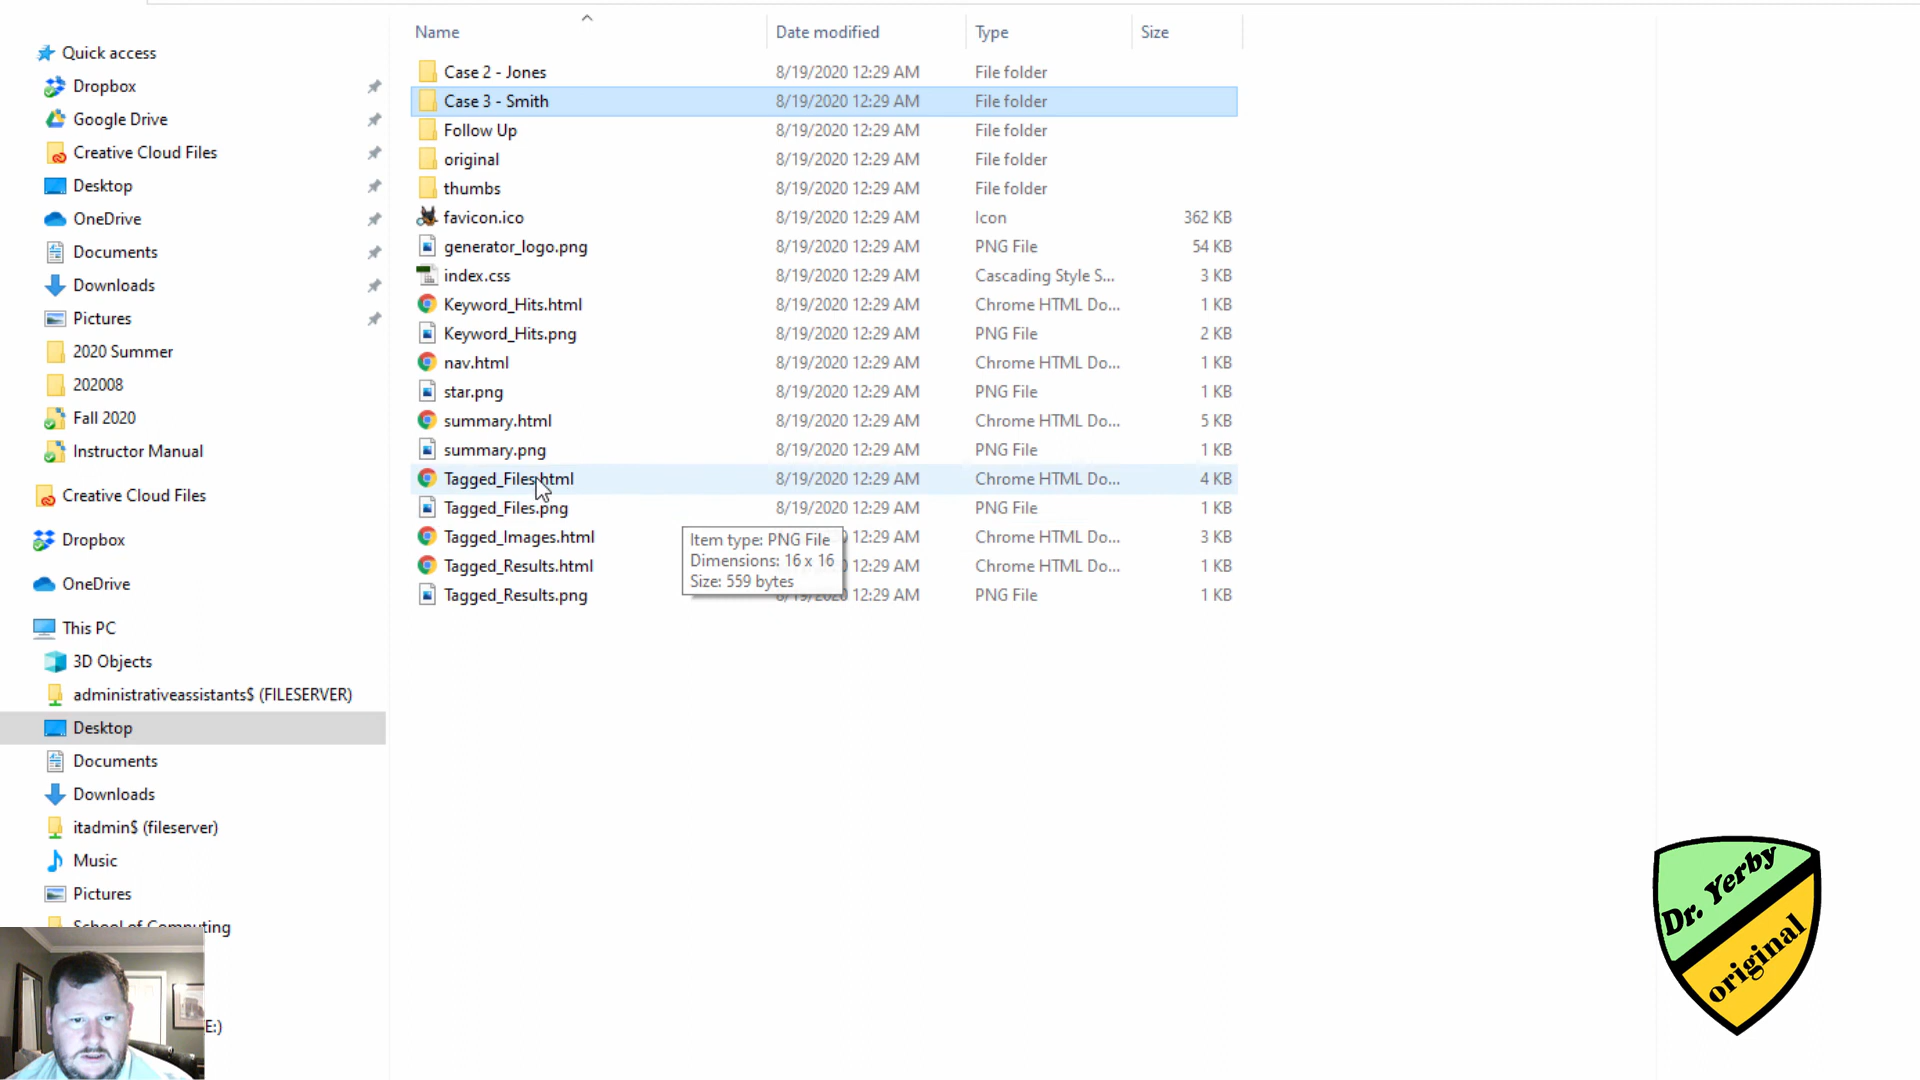 Name Date modified Type Size
Quick access
Dropbox
Google Drive
Creative Cloud Files
Desktop
OneDrive
Documents
Downloads
Pictures
2020 Summer
202008
Fall 2020
Instructor Manual
Creative Cloud Files
Dropbox
OneDrive
This PC
3D Objects
administrativeassistants$ (FILESERVER)
Desktop
Documents
Downloads
itadmin$ (fileserver)
Music
Pictures
School of Computing
E:)
Case 2 - Jones 8/19/2020 12:29 AM File folder
Case 3 - Smith 8/19/2020 12:29 AM File folder
Follow Up 8/19/2020 12:29 AM File folder
original 8/19/2020 12:29 AM File folder
thumbs 8/19/2020 12:29 AM File folder
favicon.ico 8/19/2020 12:29 AM Icon 362 KB
generator_logo.png 8/19/2020 12:29 AM PNG File 54 KB
index.css 8/19/2020 12:29 AM Cascading Style S... 3 KB
Keyword_Hits.html 8/19/2020 12:29 AM Chrome HTML Do... 1 KB
Keyword_Hits.png 8/19/2020 12:29 AM PNG File 2 KB
nav.html 8/19/2020 12:29 AM Chrome HTML Do... 1 KB
star.png 8/19/2020 12:29 AM PNG File 1 KB
summary.html 8/19/2020 12:29 AM Chrome HTML Do... 5 KB
summary.png 8/19/2020 12:29 AM PNG File 1 KB
Tagged_Files.html 8/19/2020 12:29 AM Chrome HTML Do... 4 KB
Tagged_Files.png 8/19/2020 12:29 AM PNG File 1 KB
Tagged_Images.html 12:29 AM Chrome HTML Do... 3 KB
Tagged_Results.html 12:29 AM Chrome HTML Do... 1 KB
Tagged_Results.png 8/19/2020 12:29 AM PNG File 1 KB
Item type: PNG File
Dimensions: 16 x 16
Size: 559 bytes
Dr. Yerby
original